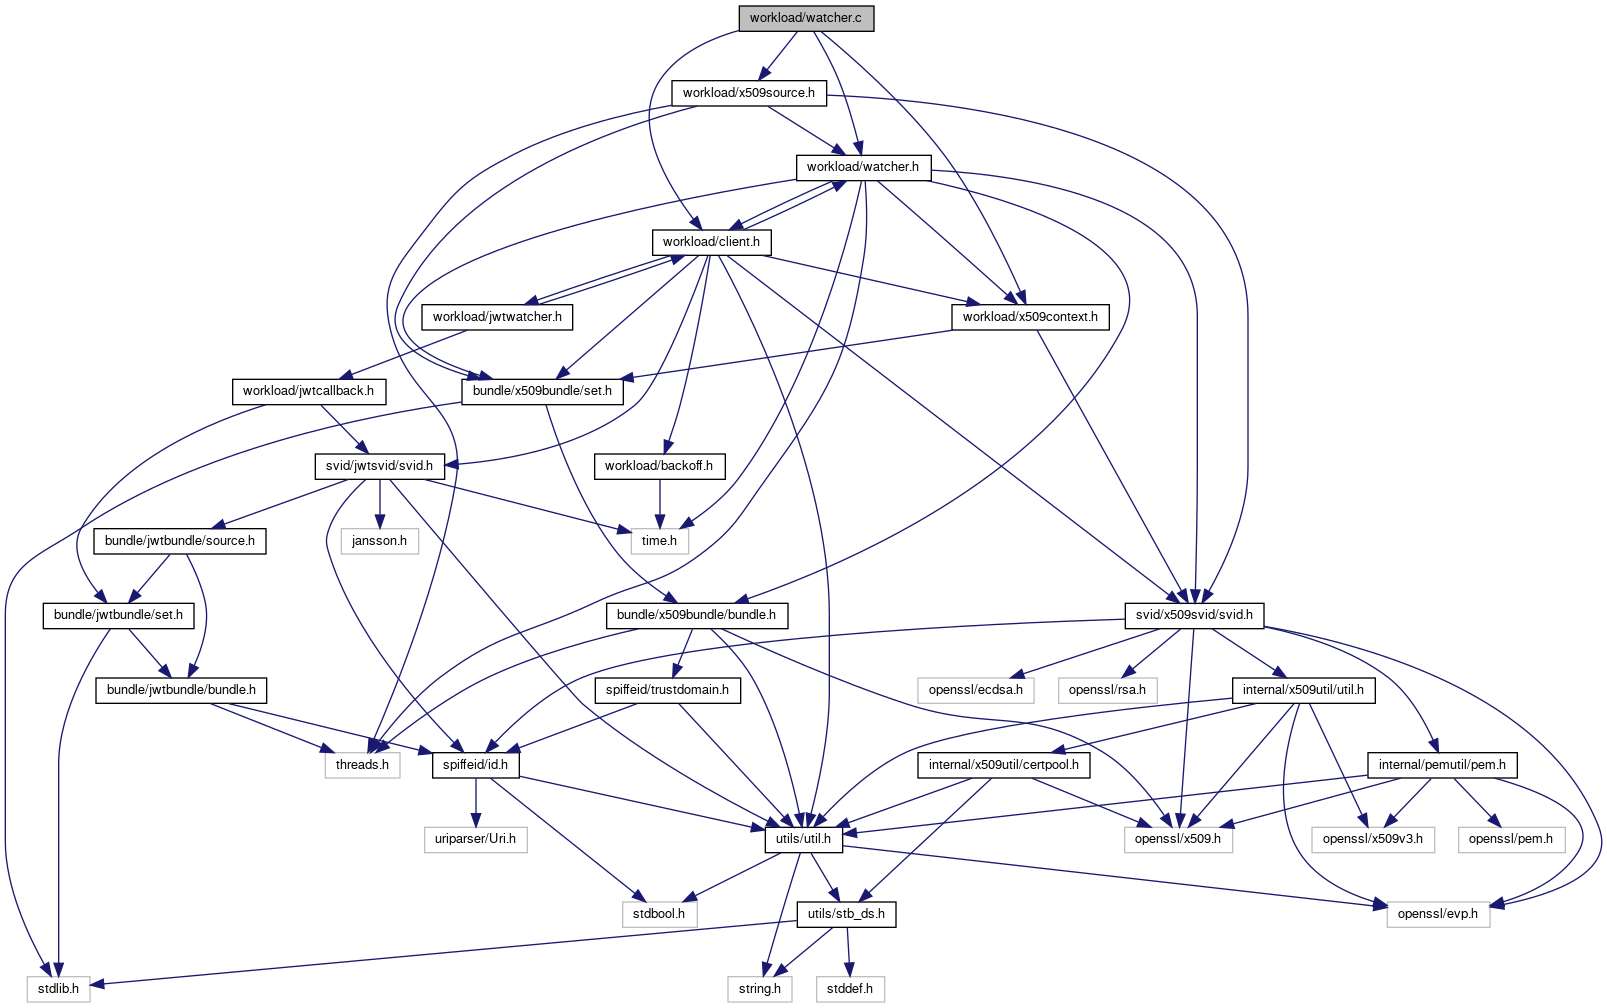 workload/watcher.c
workload/x509source.h
workload/watcher.h
workload/client.h
workload/jwtwatcher.h
workload/x509context.h
workload/jwtcallback.h
bundle/x509bundle/set.h
svid/jwtsvid/svid.h
workload/backoff.h
bundle/jwtbundle/source.h
jansson.h
time.h
bundle/jwtbundle/set.h
bundle/x509bundle/bundle.h
svid/x509svid/svid.h
bundle/jwtbundle/bundle.h
spiffeid/trustdomain.h
openssl/ecdsa.h
openssl/rsa.h
internal/x509util/util.h
threads.h
spiffeid/id.h
internal/x509util/certpool.h
internal/pemutil/pem.h
uriparser/Uri.h
utils/util.h
openssl/x509.h
openssl/x509v3.h
openssl/pem.h
stdbool.h
utils/stb_ds.h
openssl/evp.h
stdlib.h
string.h
stddef.h